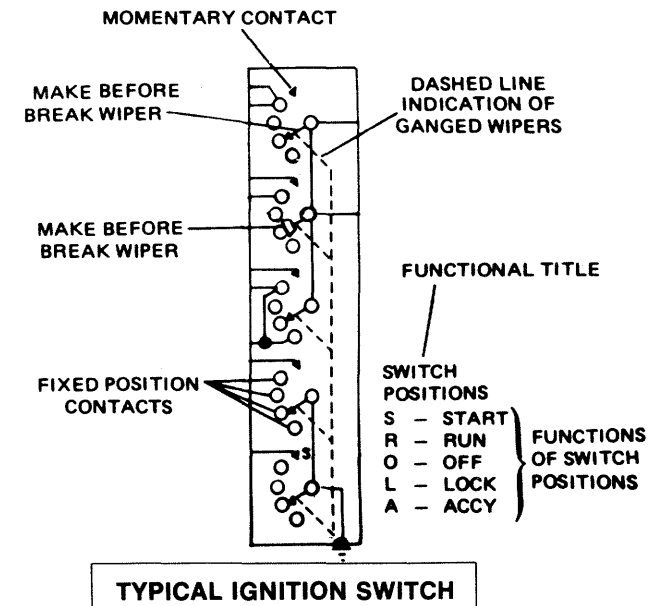 MOMENTARY CONTACT
MAKE BEFORE
BREAK WIPER
DASHED LINE
INDICATION OF
GANGED WIPERS
MAKE BEFORE
BREAK WIPER
FUNCTIONAL TITLE
FIXED POSITION
CONTACTS
SWITCH
POSITIONS
S – START
R – RUN
O – OFF
L – LOCK
A – ACCY
FUNCTIONS
OF SWITCH
POSITIONS
S
TYPICAL IGNITION SWITCH